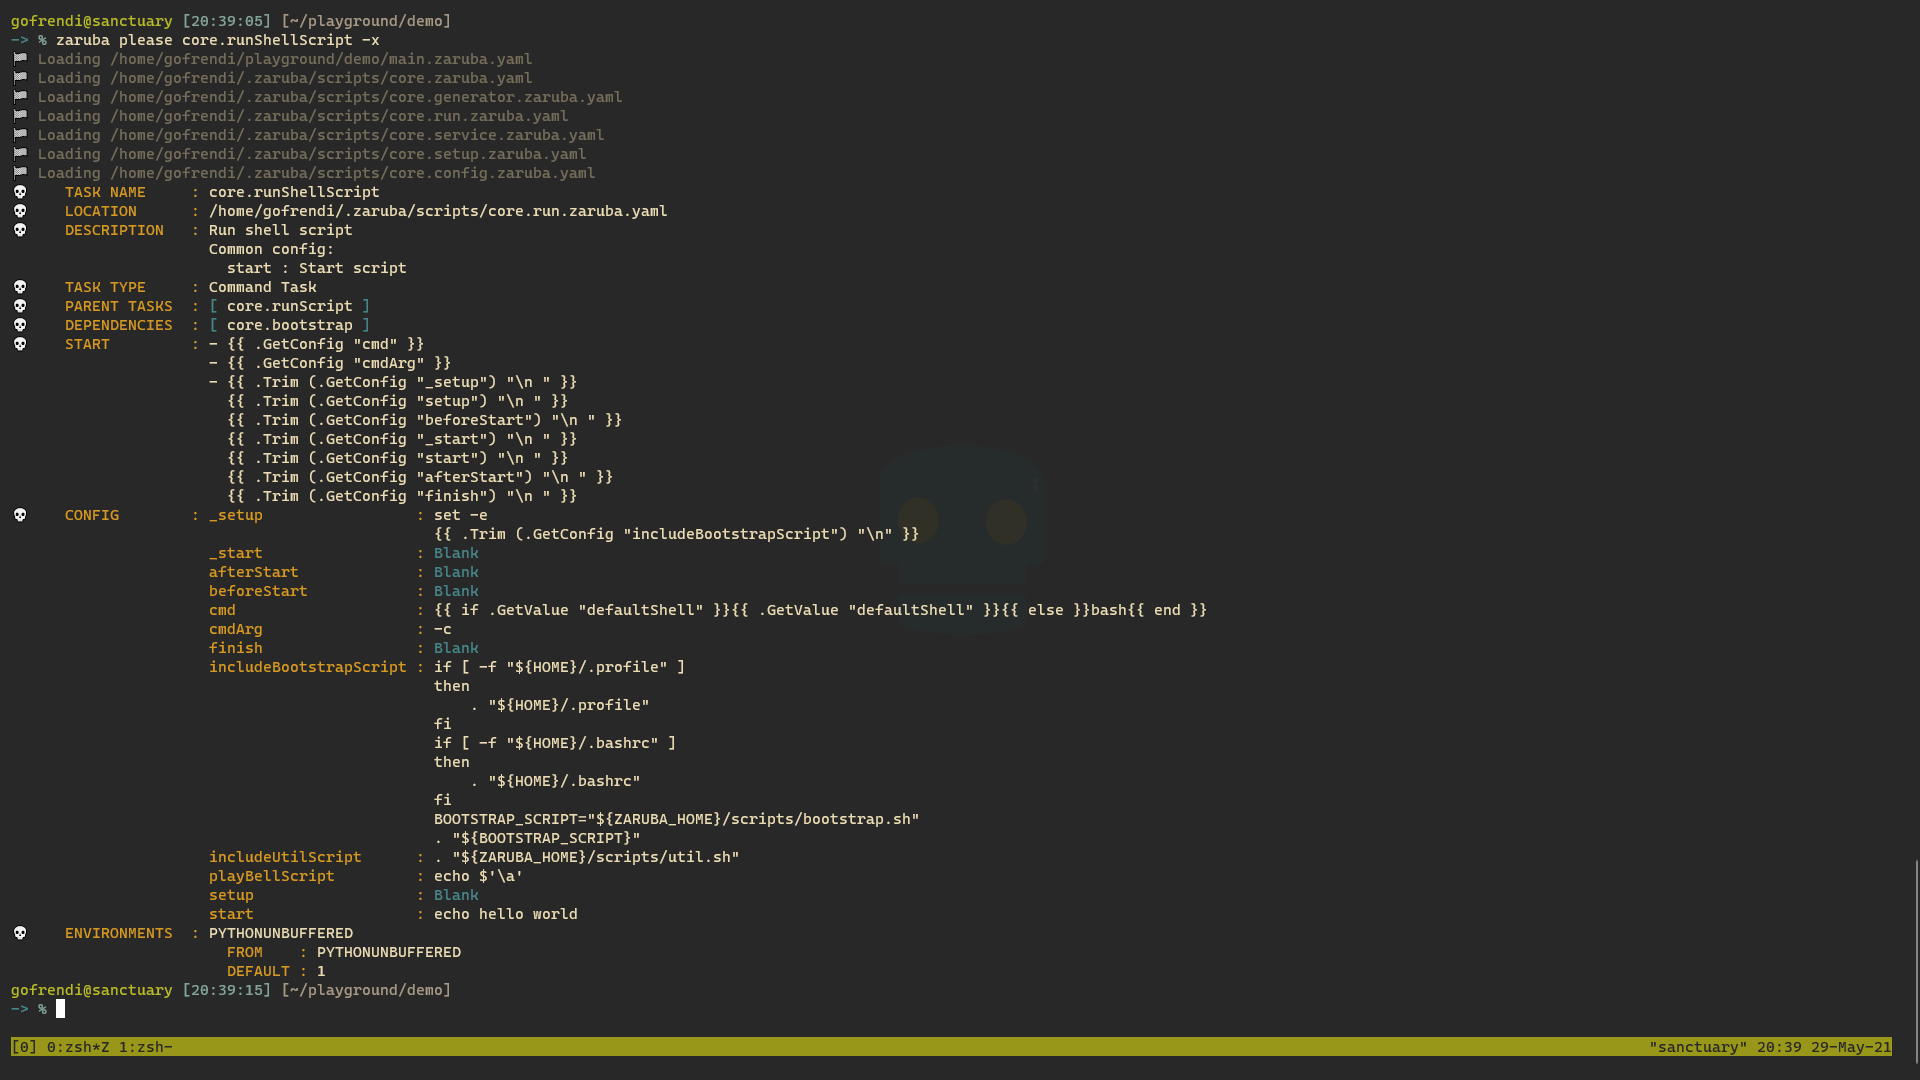 gofrendi@sanctuary [20:39:05] [~/playground/demo]
-> % zaruba please core.runShellScript -x
🏁 Loading /home/gofrendi/playground/demo/main.zaruba.yaml
🏁 Loading /home/gofrendi/.zaruba/scripts/core.zaruba.yaml
🏁 Loading /home/gofrendi/.zaruba/scripts/core.generator.zaruba.yaml
🏁 Loading /home/gofrendi/.zaruba/scripts/core.run.zaruba.yaml
🏁 Loading /home/gofrendi/.zaruba/scripts/core.service.zaruba.yaml
🏁 Loading /home/gofrendi/.zaruba/scripts/core.setup.zaruba.yaml
🏁 Loading /home/gofrendi/.zaruba/scripts/core.config.zaruba.yaml
💀    TASK NAME     : core.runShellScript
💀    LOCATION      : /home/gofrendi/.zaruba/scripts/core.run.zaruba.yaml
💀    DESCRIPTION   : Run shell script
                      Common config:
                        start : Start script
💀    TASK TYPE     : Command Task
💀    PARENT TASKS  : [ core.runScript ]
💀    DEPENDENCIES  : [ core.bootstrap ]
💀    START         : - {{ .GetConfig "cmd" }}
                      - {{ .GetConfig "cmdArg" }}
                      - {{ .Trim (.GetConfig "_setup") "\n " }}
                        {{ .Trim (.GetConfig "setup") "\n " }}
                        {{ .Trim (.GetConfig "beforeStart") "\n " }}
                        {{ .Trim (.GetConfig "_start") "\n " }}
                        {{ .Trim (.GetConfig "start") "\n " }}
                        {{ .Trim (.GetConfig "afterStart") "\n " }}
                        {{ .Trim (.GetConfig "finish") "\n " }}
💀    CONFIG        : _setup                 : set -e
                                               {{ .Trim (.GetConfig "includeBootstrapScript") "\n" }}
                      _start                 : Blank
                      afterStart             : Blank
                      beforeStart            : Blank
                      cmd                    : {{ if .GetValue "defaultShell" }}{{ .GetValue "defaultShell" }}{{ else }}bash{{ end }}
                      cmdArg                 : -c
                      finish                 : Blank
                      includeBootstrapScript : if [ -f "${HOME}/.profile" ]
                                               then
                                                   . "${HOME}/.profile"
                                               fi
                                               if [ -f "${HOME}/.bashrc" ]
                                               then
                                                   . "${HOME}/.bashrc"
                                               fi
                                               BOOTSTRAP_SCRIPT="${ZARUBA_HOME}/scripts/bootstrap.sh"
                                               . "${BOOTSTRAP_SCRIPT}"
                      includeUtilScript      : . "${ZARUBA_HOME}/scripts/util.sh"
                      playBellScript         : echo $'\a'
                      setup                  : Blank
                      start                  : echo hello world
💀    ENVIRONMENTS  : PYTHONUNBUFFERED
                        FROM    : PYTHONUNBUFFERED
                        DEFAULT : 1
gofrendi@sanctuary [20:39:15] [~/playground/demo]
-> %
[0] 0:zsh*Z 1:zsh- "sanctuary" 20:39 29-May-21